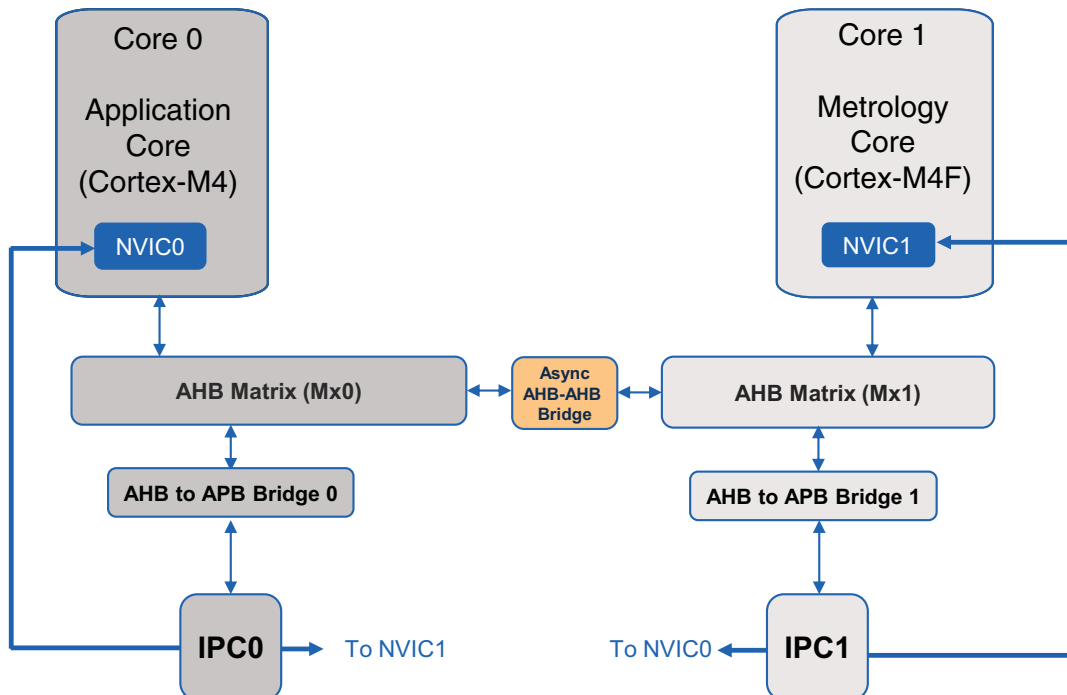 Core 0
Application
Core
(Cortex-M4)
NVIC0
Core 1
Metrology
Core
(Cortex-M4F)
NVIC1
AHB Matrix (Mx0)
Async
AHB-AHB
Bridge
AHB Matrix (Mx1)
AHB to APB Bridge 0
AHB to APB Bridge 1
IPC0
To NVIC1
To NVIC0
IPC1